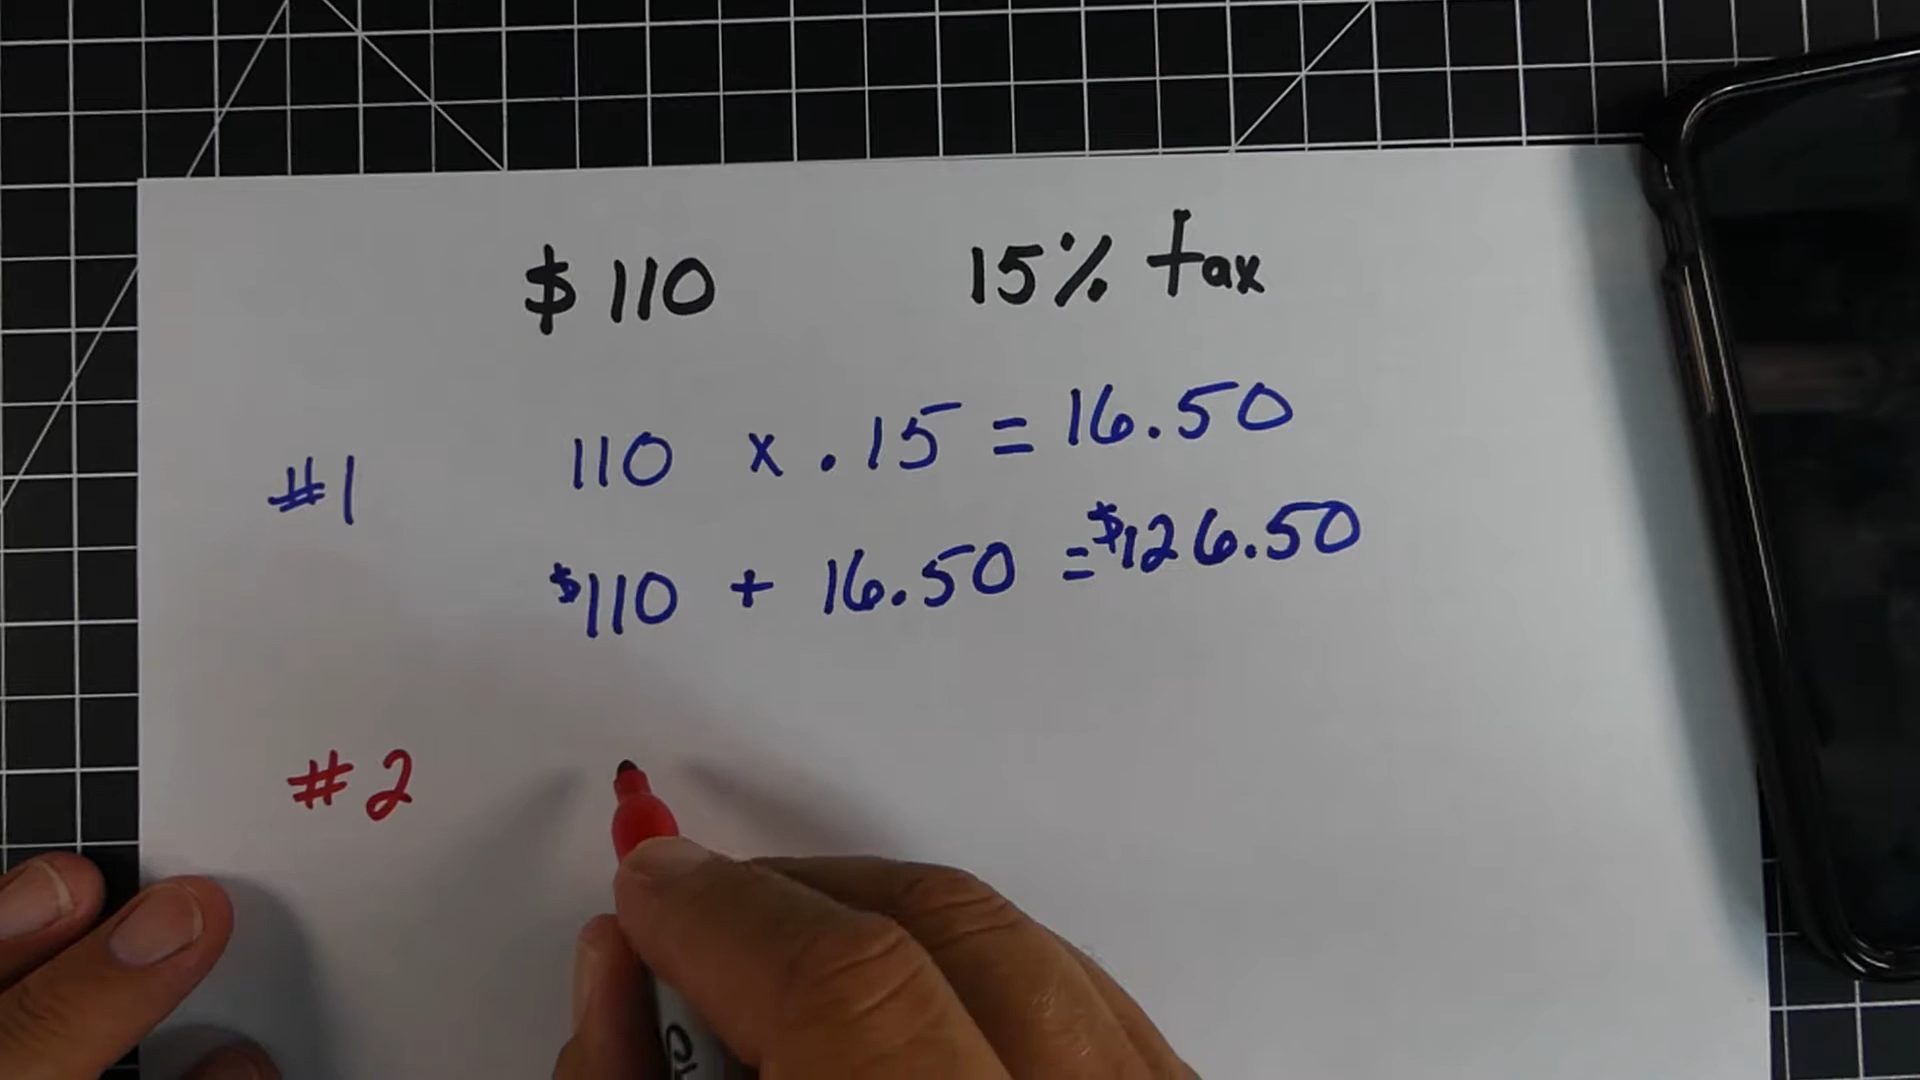 $110 15% tax
#1 110 x .15 = 16.50
$110 + 16.50 = $126.50
#2